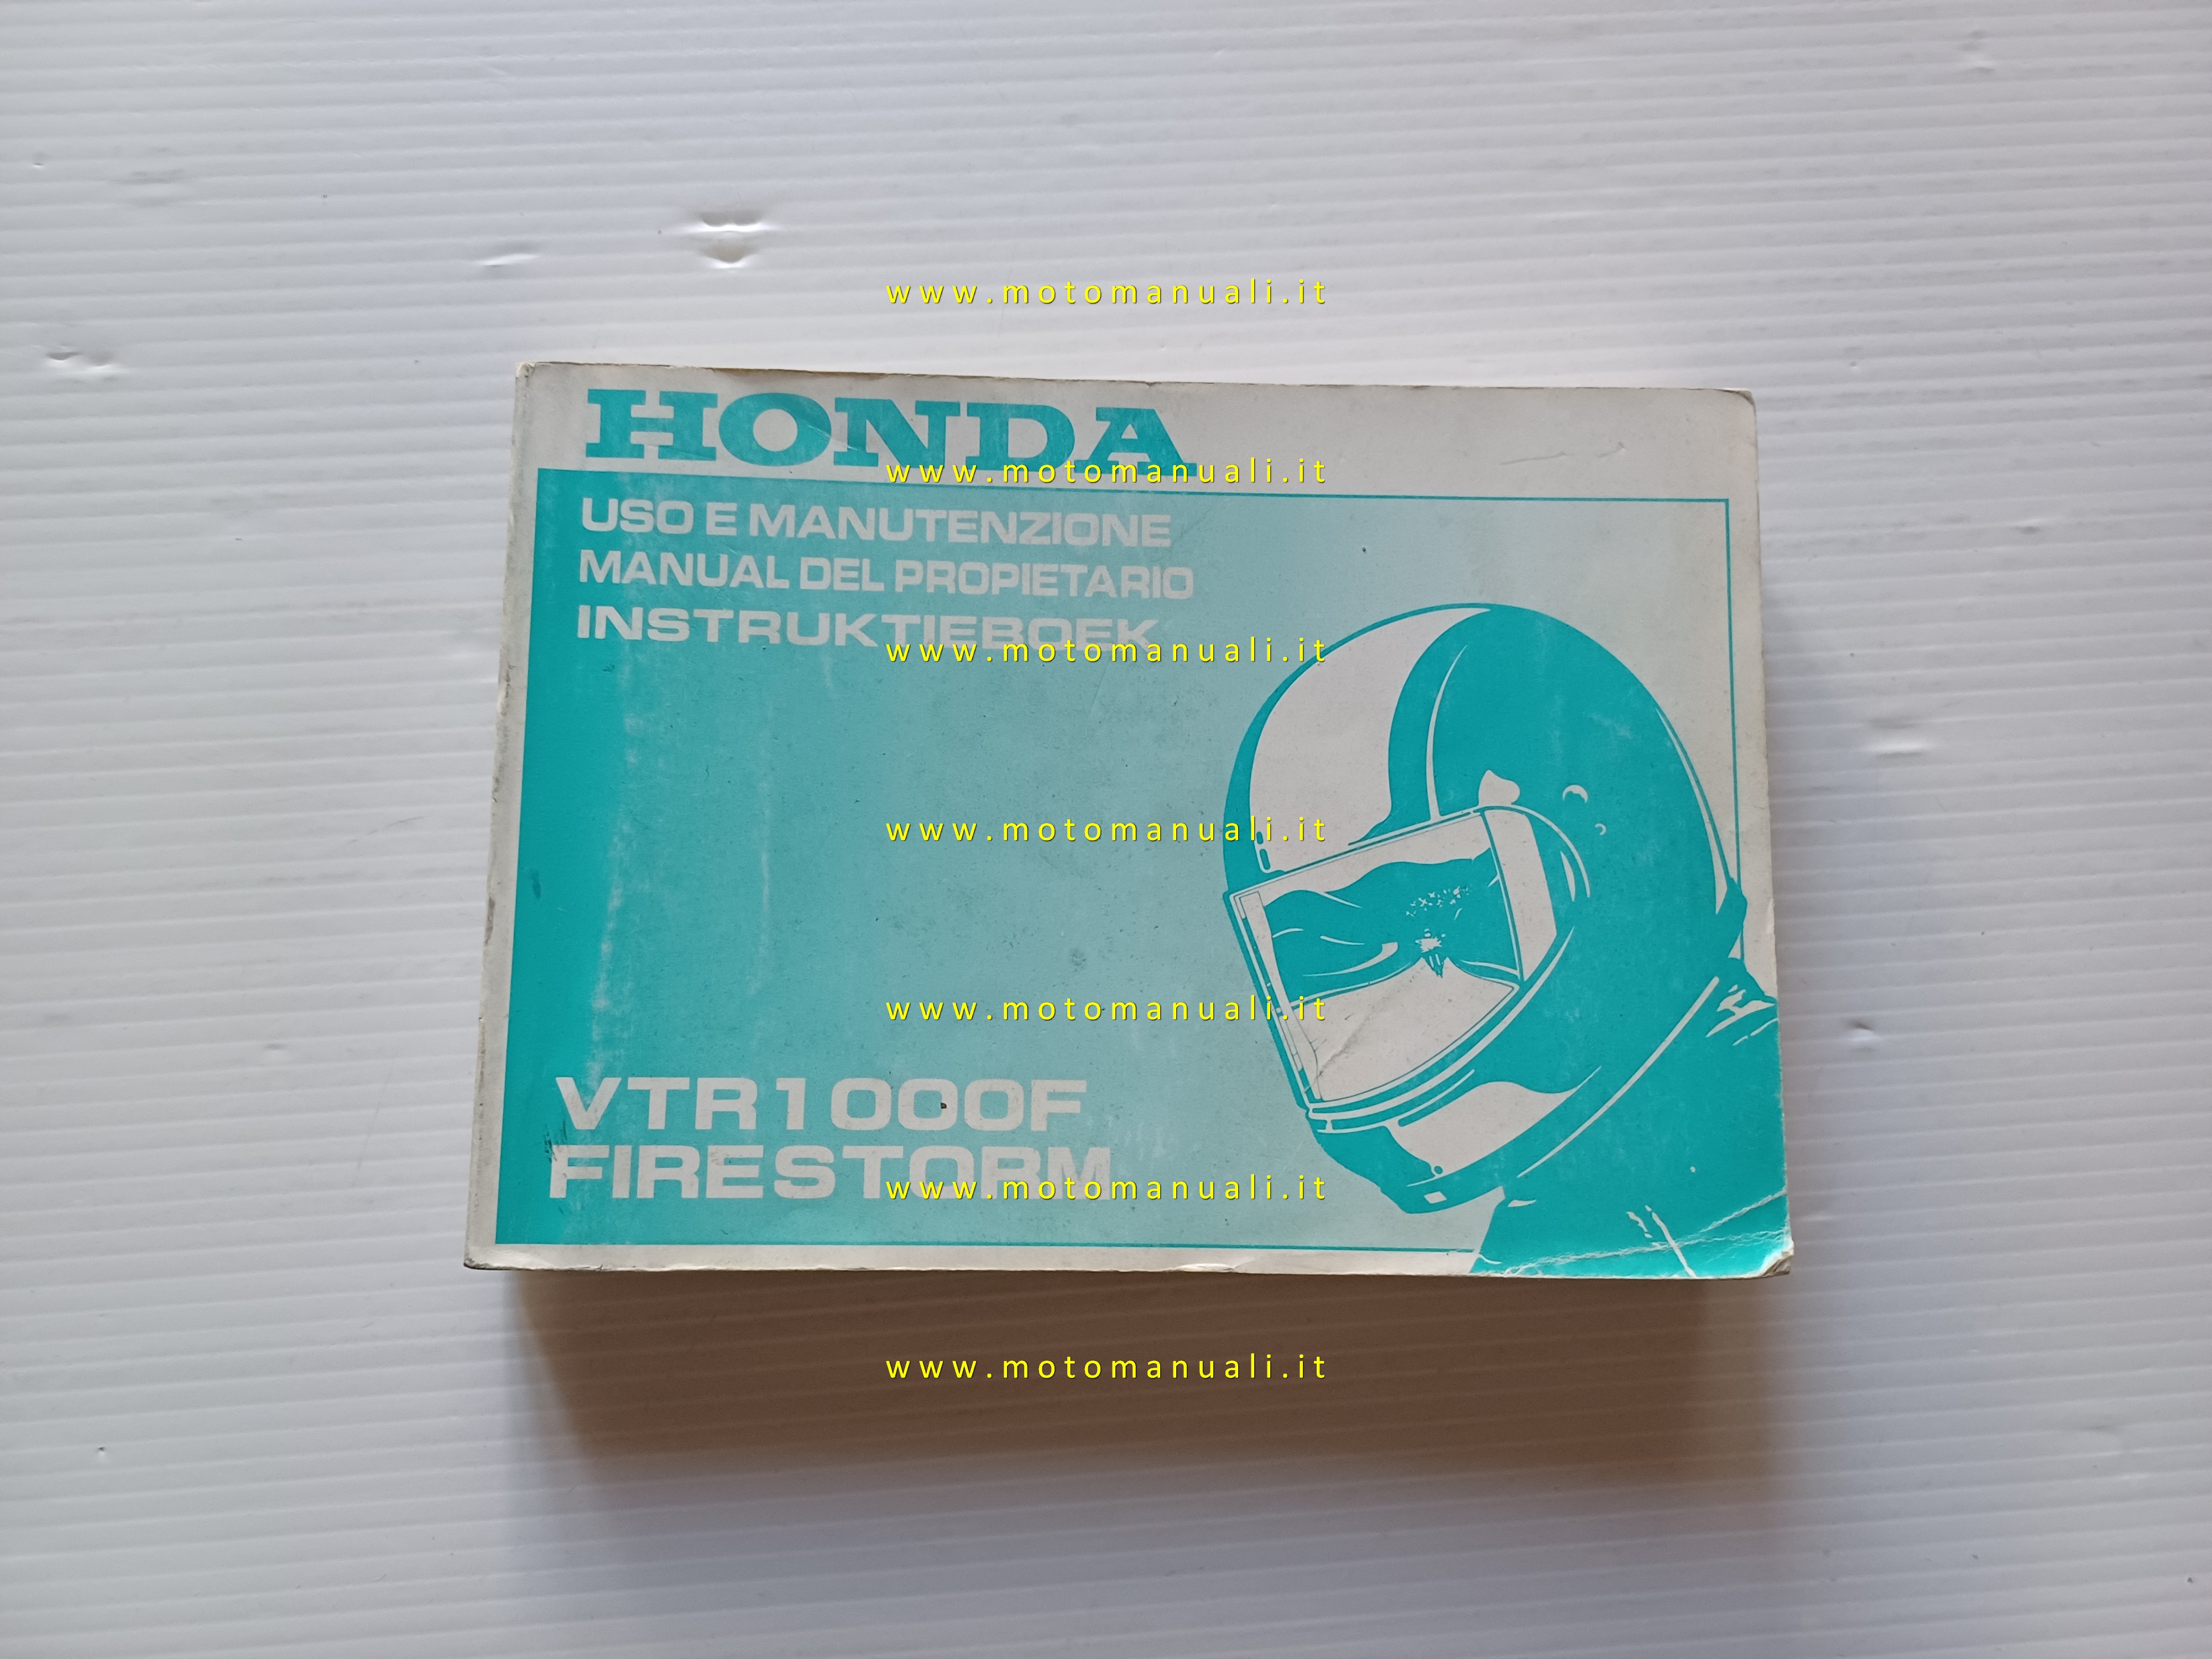 www.motomanuali.it
HONDA
www.motomanuali.it
USO E MANUTENZIONE
MANUAL DEL PROPIETARIO
INSTRUKTIEBOEK
www.motomanuali.it
www.motomanuali.it
www.motomanuali.it
VTR1000F
FIRESTORM
www.motomanuali.it
www.motomanuali.it